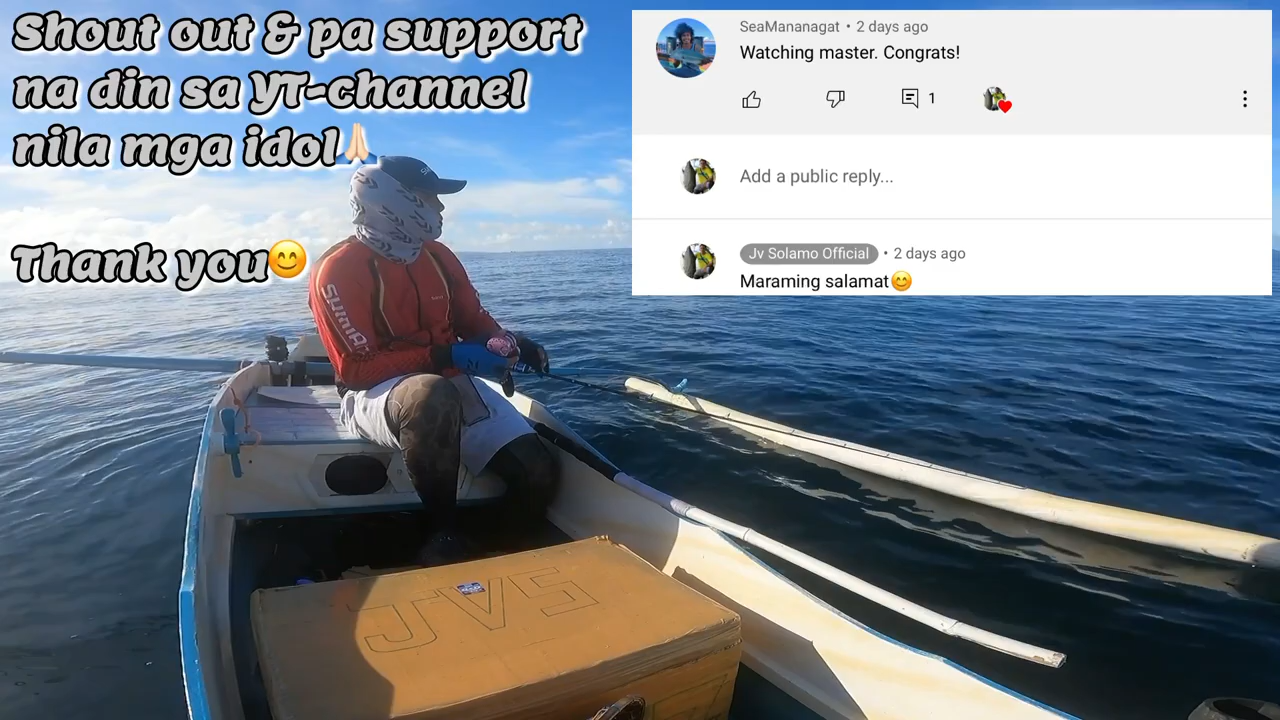 Shout out & pa support
na din sa YT-channel
nila mga idol🙏🏻
Thank you😊
SeaMananagat • 2 days ago
Watching master. Congrats!
1
Add a public reply...
Jv Solamo Official • 2 days ago
Maraming salamat😊
JVS